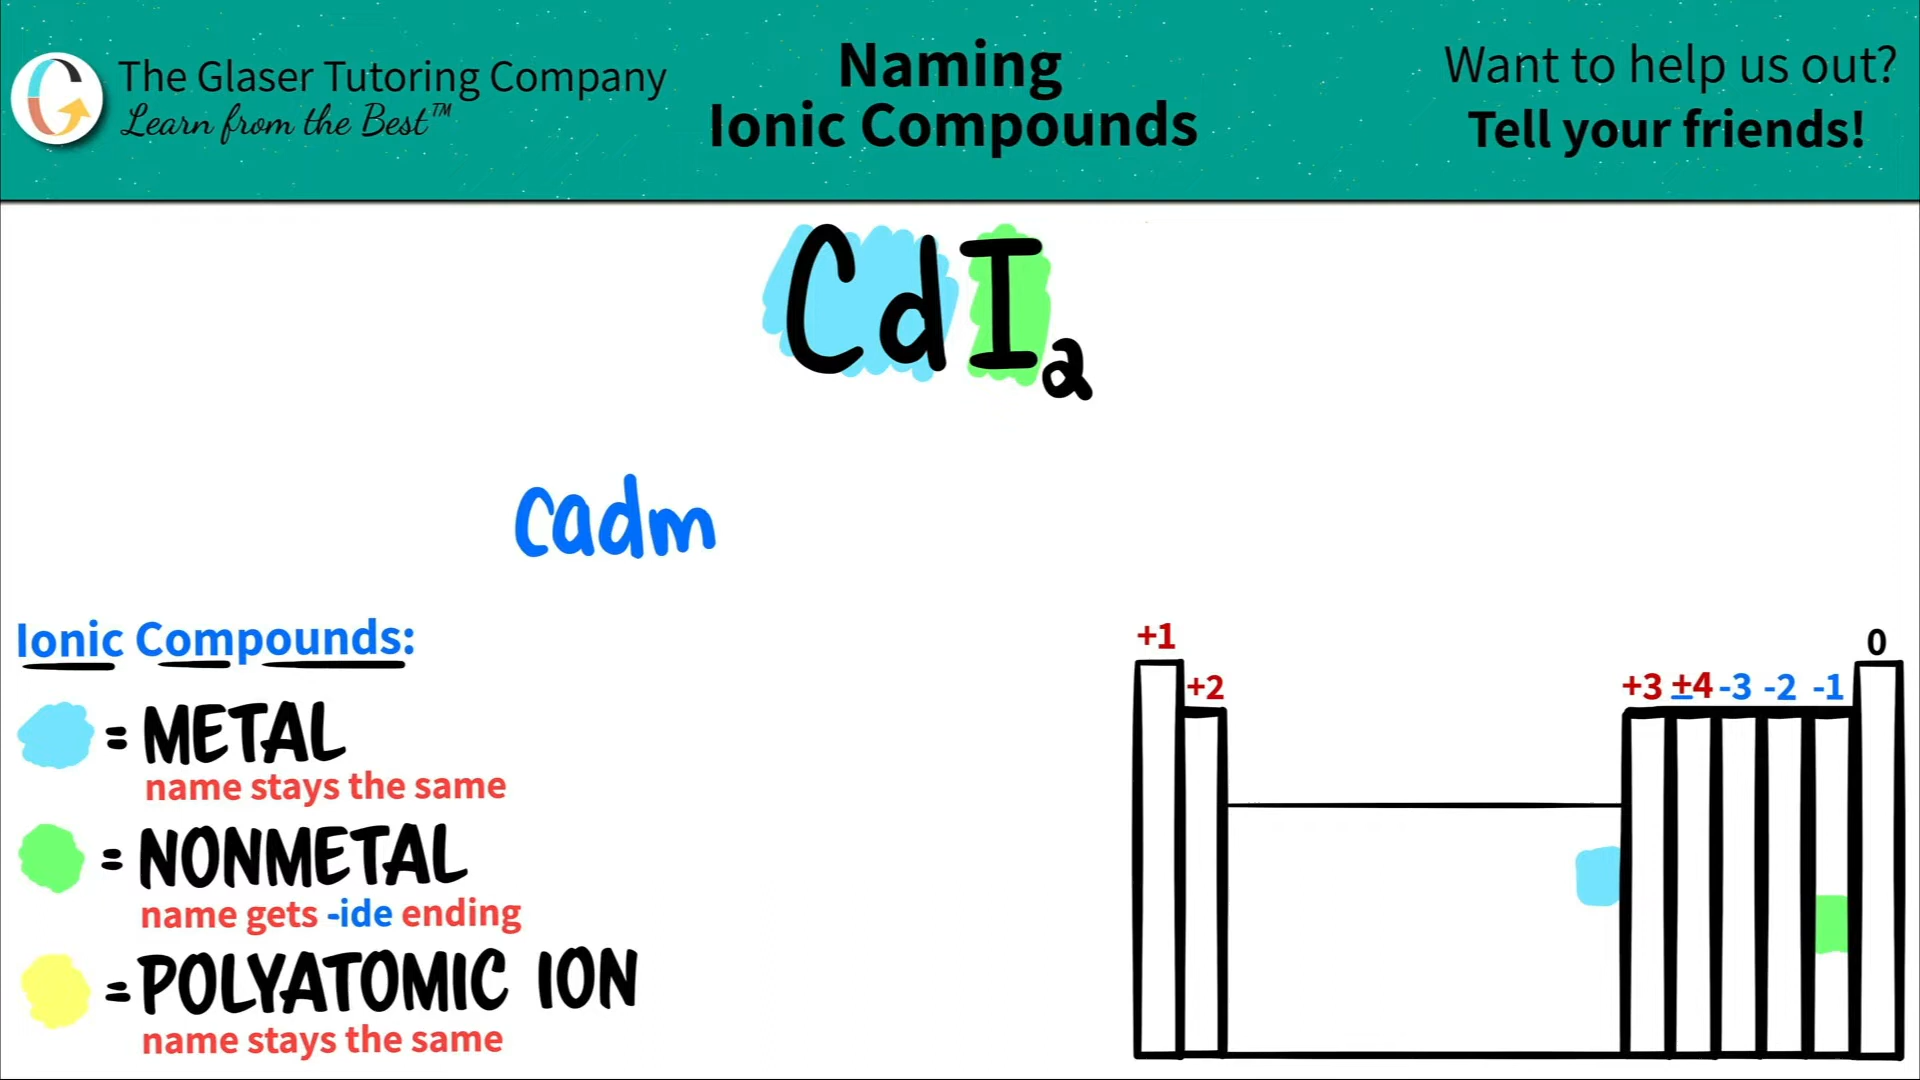 The Glaser Tutoring Company
Learn from the Best™
Naming
Ionic Compounds
Want to help us out?
Tell your friends!
CdI₂
cadm
Ionic Compounds:
= METAL
name stays the same
= NONMETAL
name gets -ide ending
= POLYATOMIC ION
name stays the same
+1
+2
+3 ±4 -3 -2 -1
0